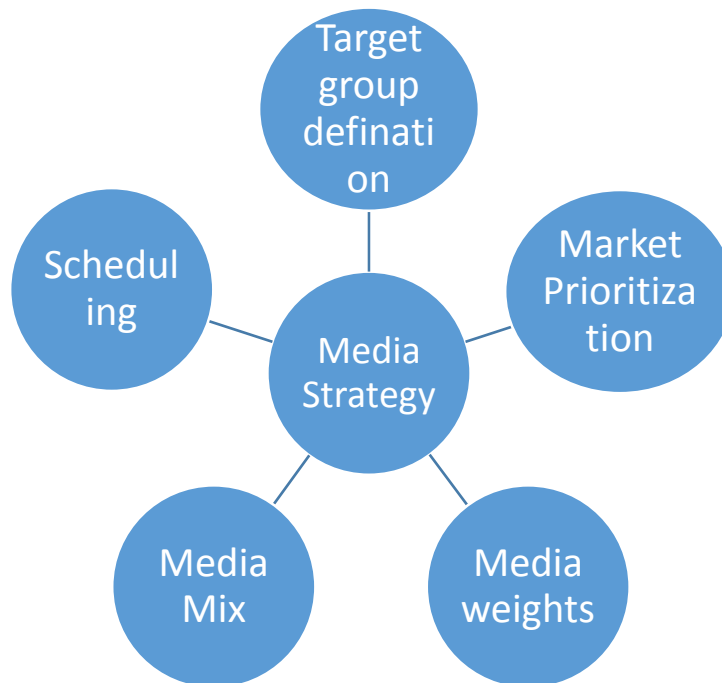 Target
group
definati
on
Market
Prioritiza
tion
Media
weights
Media
Mix
Schedul
ing
Media
Strategy